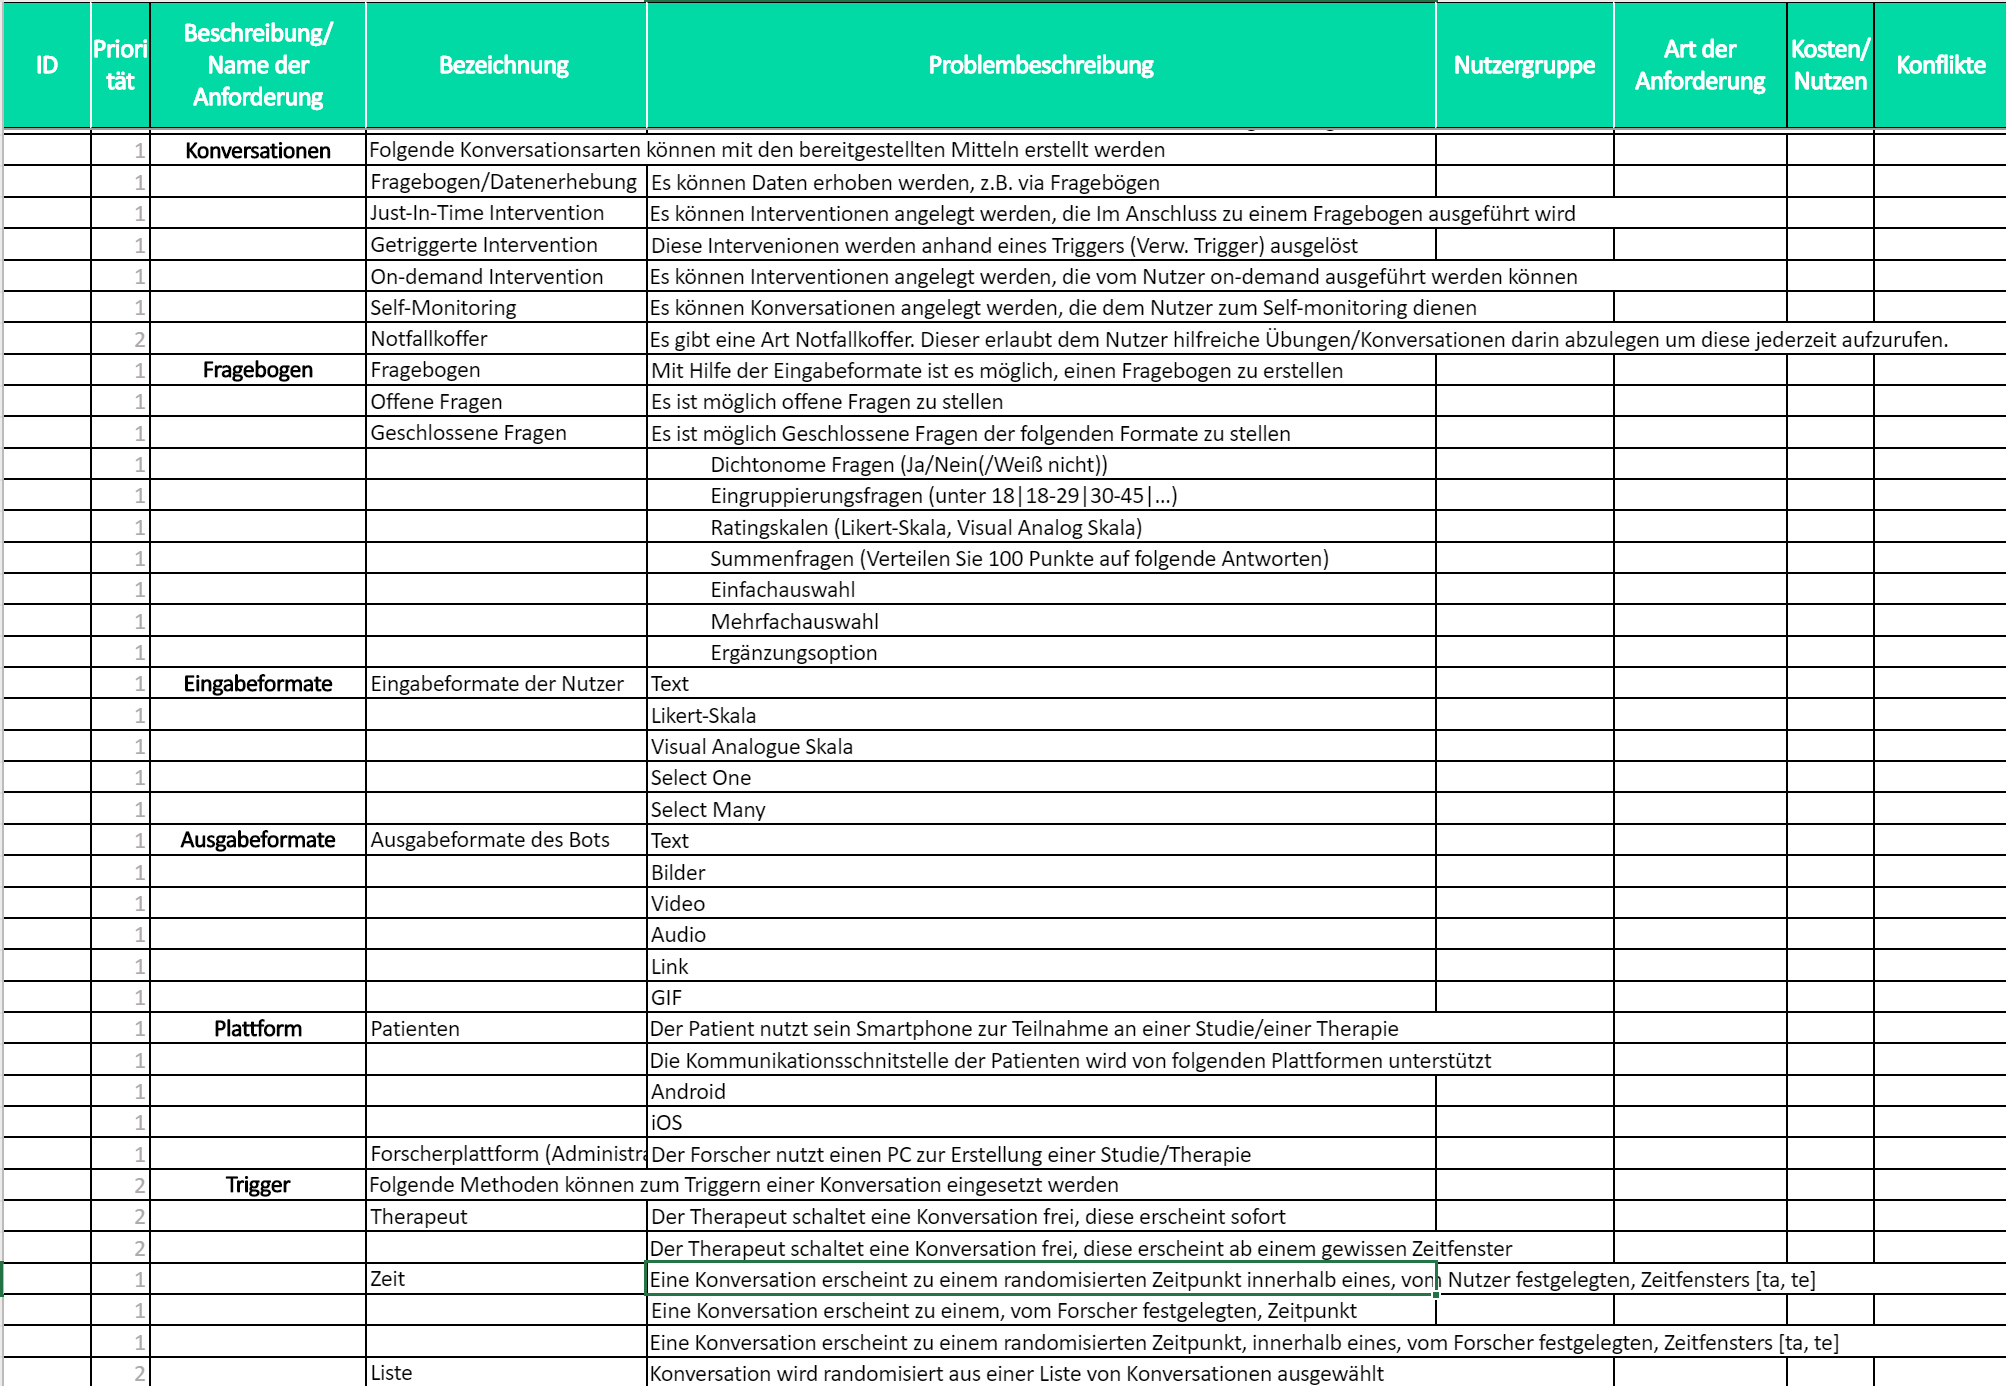 ID Priori tät Beschreibung/ Name der Anforderung Bezeichnung Problembeschreibung Nutzergruppe Art der Anforderung Kosten/ Nutzen Konflikte
1 Konversationen Folgende Konversationsarten können mit den bereitgestellten Mitteln erstellt werden
1 Fragebogen/Datenerhebung Es können Daten erhoben werden, z.B. via Fragebögen
1 Just-In-Time Intervention Es können Interventionen angelegt werden, die Im Anschluss zu einem Fragebogen ausgeführt wird
1 Getriggerte Intervention Diese Intervenionen werden anhand eines Triggers (Verw. Trigger) ausgelöst
1 On-demand Intervention Es können Interventionen angelegt werden, die vom Nutzer on-demand ausgeführt werden können
1 Self-Monitoring Es können Konversationen angelegt werden, die dem Nutzer zum Self-monitoring dienen
2 Notfallkoffer Es gibt eine Art Notfallkoffer. Dieser erlaubt dem Nutzer hilfreiche Übungen/Konversationen darin abzulegen um diese jederzeit aufzurufen.
1 Fragebogen Fragebogen Mit Hilfe der Eingabeformate ist es möglich, einen Fragebogen zu erstellen
1 Offene Fragen Es ist möglich offene Fragen zu stellen
1 Geschlossene Fragen Es ist möglich Geschlossene Fragen der folgenden Formate zu stellen
1 Dichtonome Fragen (Ja/Nein(/Weiß nicht))
1 Eingruppierungsfragen (unter 18|18-29|30-45|...)
1 Ratingskalen (Likert-Skala, Visual Analog Skala)
1 Summenfragen (Verteilen Sie 100 Punkte auf folgende Antworten)
1 Einfachauswahl
1 Mehrfachauswahl
1 Ergänzungsoption
1 Eingabeformate Eingabeformate der Nutzer Text
1 Likert-Skala
1 Visual Analogue Skala
1 Select One
1 Select Many
1 Ausgabeformate Ausgabeformate des Bots Text
1 Bilder
1 Video
1 Audio
1 Link
1 GIF
1 Plattform Patienten Der Patient nutzt sein Smartphone zur Teilnahme an einer Studie/einer Therapie
1 Die Kommunikationsschnitstelle der Patienten wird von folgenden Plattformen unterstützt
1 Android
1 iOS
1 Forscherplattform (Administra Der Forscher nutzt einen PC zur Erstellung einer Studie/Therapie
2 Trigger Folgende Methoden können zum Triggern einer Konversation eingesetzt werden
2 Therapeut Der Therapeut schaltet eine Konversation frei, diese erscheint sofort
2 Der Therapeut schaltet eine Konversation frei, diese erscheint ab einem gewissen Zeitfenster
1 Zeit Eine Konversation erscheint zu einem randomisierten Zeitpunkt innerhalb eines, vom Nutzer festgelegten, Zeitfensters [ta, te]
1 Eine Konversation erscheint zu einem, vom Forscher festgelegten, Zeitpunkt
1 Eine Konversation erscheint zu einem randomisierten Zeitpunkt, innerhalb eines, vom Forscher festgelegten, Zeitfensters [ta, te]
2 Liste Konversation wird randomisiert aus einer Liste von Konversationen ausgewählt